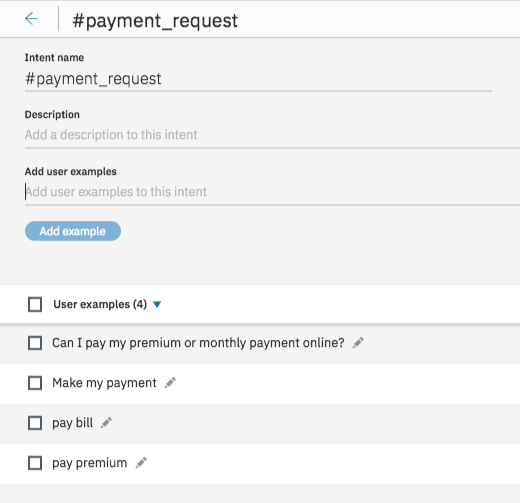 #payment_request
Intent name
#payment_request
Description
Add a description to this intent
Add user examples
Add user examples to this intent
Add example
User examples (4)
Can I pay my premium or monthly payment online?
Make my payment
pay bill
pay premium